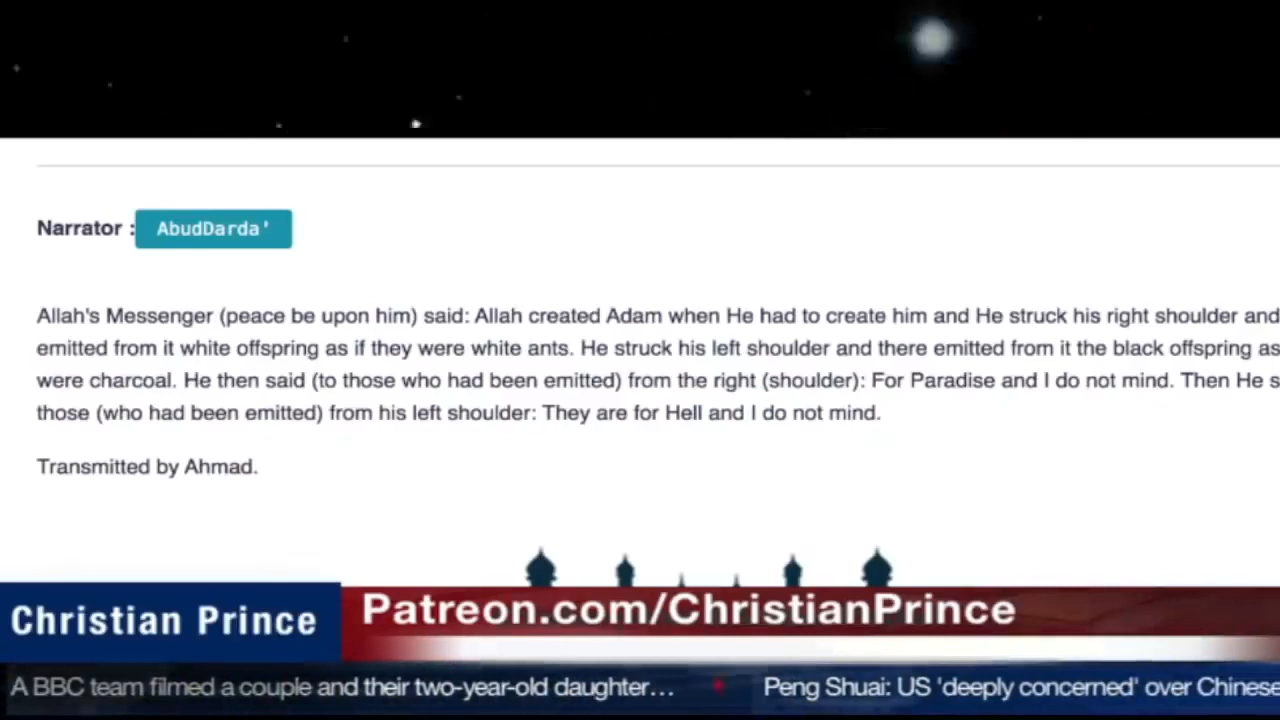 Narrator : AbudDarda'
Allah's Messenger (peace be upon him) said: Allah created Adam when He had to create him and He struck his right shoulder and
emitted from it white offspring as if they were white ants. He struck his left shoulder and there emitted from it the black offspring as
were charcoal. He then said (to those who had been emitted) from the right (shoulder): For Paradise and I do not mind. Then He s
those (who had been emitted) from his left shoulder: They are for Hell and I do not mind.
Transmitted by Ahmad.
Christian Prince
Patreon.com/ChristianPrince
A BBC team filmed a couple and their two-year-old daughter... Peng Shuai: US 'deeply concerned' over Chinese